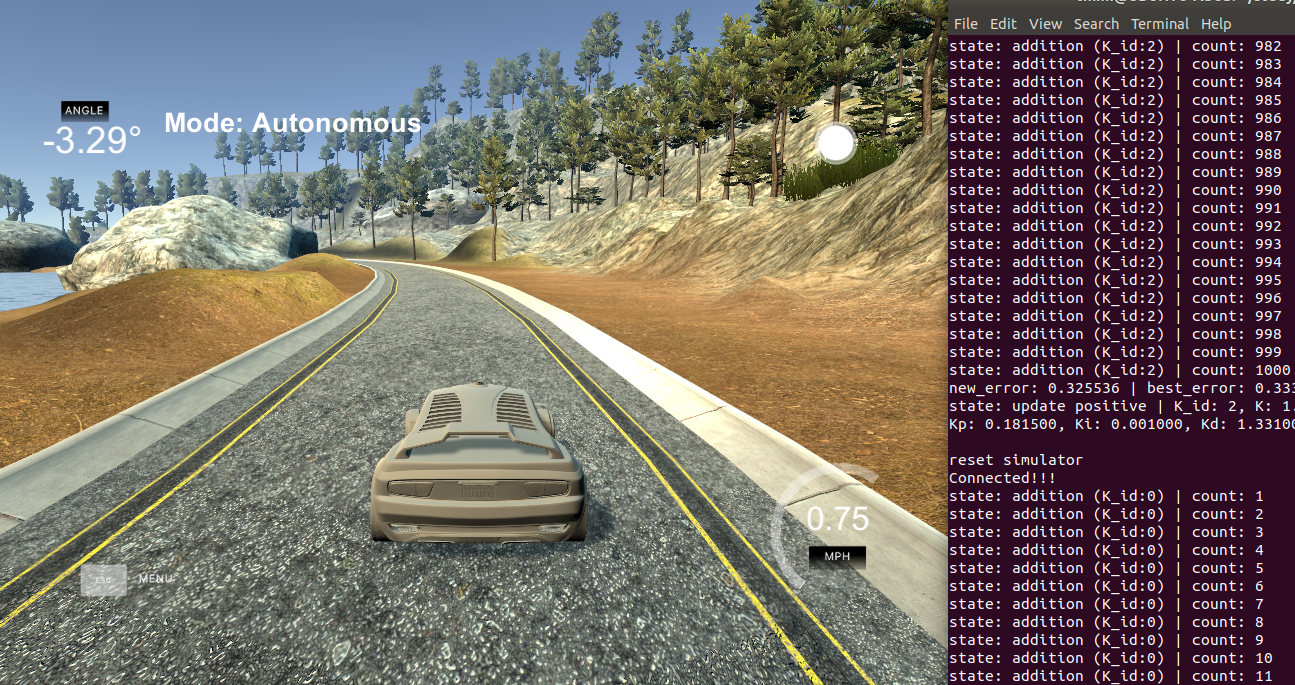 ANGLE
-3.29°
Mode: Autonomous
0.75
MPH
ESC
MENU
File Edit View Search Terminal Help
state: addition (K_id:2) | count: 982
state: addition (K_id:2) | count: 983
state: addition (K_id:2) | count: 984
state: addition (K_id:2) | count: 985
state: addition (K_id:2) | count: 986
state: addition (K_id:2) | count: 987
state: addition (K_id:2) | count: 988
state: addition (K_id:2) | count: 989
state: addition (K_id:2) | count: 990
state: addition (K_id:2) | count: 991
state: addition (K_id:2) | count: 992
state: addition (K_id:2) | count: 993
state: addition (K_id:2) | count: 994
state: addition (K_id:2) | count: 995
state: addition (K_id:2) | count: 996
state: addition (K_id:2) | count: 997
state: addition (K_id:2) | count: 998
state: addition (K_id:2) | count: 999
state: addition (K_id:2) | count: 1000
new_error: 0.325536 | best_error: 0.333
state: update positive | K_id: 2, K: 1.
Kp: 0.181500, Ki: 0.001000, Kd: 1.33100
reset simulator
Connected!!!
state: addition (K_id:0) | count: 1
state: addition (K_id:0) | count: 2
state: addition (K_id:0) | count: 3
state: addition (K_id:0) | count: 4
state: addition (K_id:0) | count: 5
state: addition (K_id:0) | count: 6
state: addition (K_id:0) | count: 7
state: addition (K_id:0) | count: 8
state: addition (K_id:0) | count: 9
state: addition (K_id:0) | count: 10
state: addition (K_id:0) | count: 11